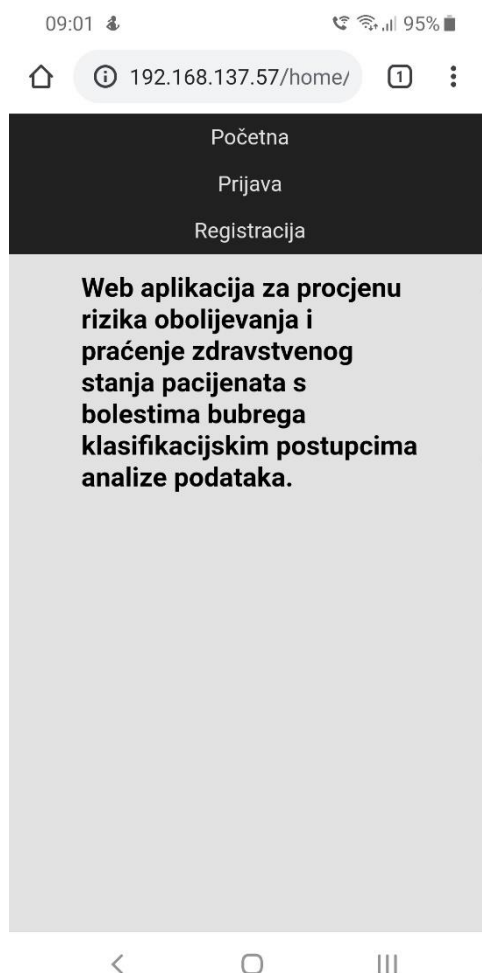 09:01
95%
192.168.137.57/home/
1
Početna
Prijava
Registracija
Web aplikacija za procjenu
rizika obolijevanja i
praćenje zdravstvenog
stanja pacijenata s
bolestima bubrega
klasifikacijskim postupcima
analize podataka.